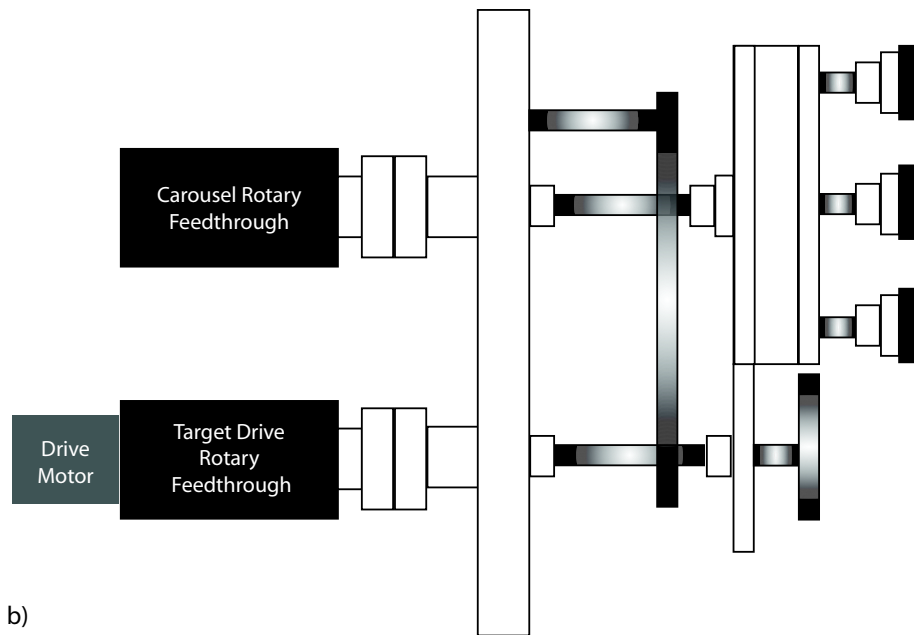 Carousel Rotary
Feedthrough
Drive
Motor
Target Drive
Rotary
Feedthrough
b)